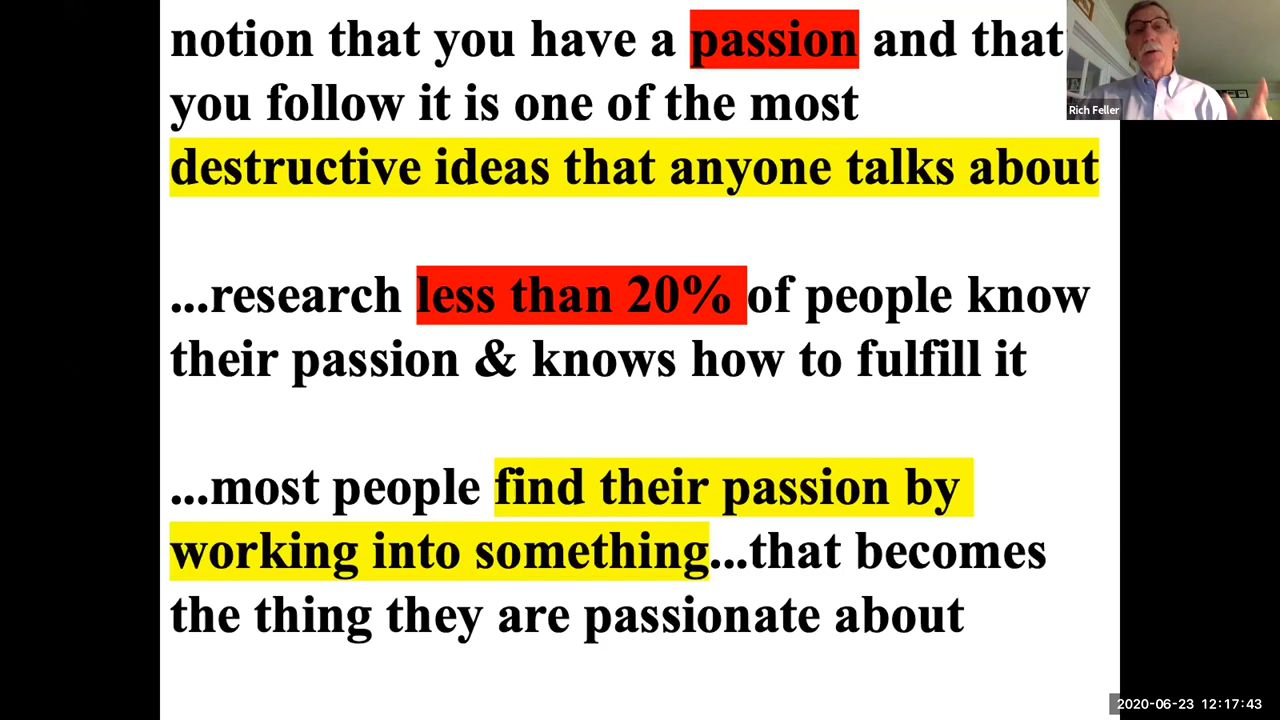 notion that you have a passion and that
you follow it is one of the most
destructive ideas that anyone talks about
...research less than 20% of people know
their passion & knows how to fulfill it
...most people find their passion by
working into something...that becomes
the thing they are passionate about
Rich Feller
2020-06-23 12:17:43